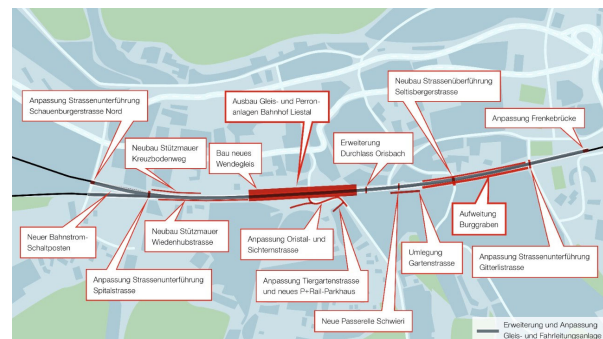 Anpassung Strassenunterführung
Schauenburgerstrasse Nord
Neubau Stützmauer
Kreuzbodenweg
Bau neues
Wendegleis
Ausbau Gleis- und Perron-
anlagen Bahnhof Liestal
Erweiterung
Durchlass Orisbach
Neubau Strassenüberführung
Seltisbergerstrasse
Anpassung Frenkebrücke
Neuer Bahnstrom-
Schaltposten
Neubau Stützmauer
Wiedenhubstrasse
Anpassung Strassenunterführung
Spitalstrasse
Anpassung Oristal- und
Sichternstrasse
Anpassung Tiergartenstrasse
und neues P+Rail-Parkhaus
Neue Passerelle Schwieri
Umlegung
Gartenstrasse
Aufweitung
Burggraben
Anpassung Strassenunterführung
Gitterlistrasse
Erweiterung und Anpassung
Gleis- und Fahrleitungsanlage